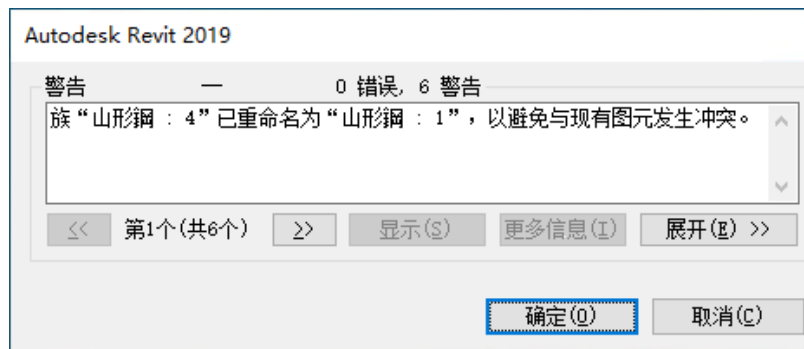 Autodesk Revit 2019
警告 — 0 错误, 6 警告
族“山形鋼 : 4”已重命名为“山形鋼 : 1”，以避免与现有图元发生冲突。
<< 第1个(共6个) >> 显示(S) 更多信息(I) 展开(E) >>
确定(O) 取消(C)